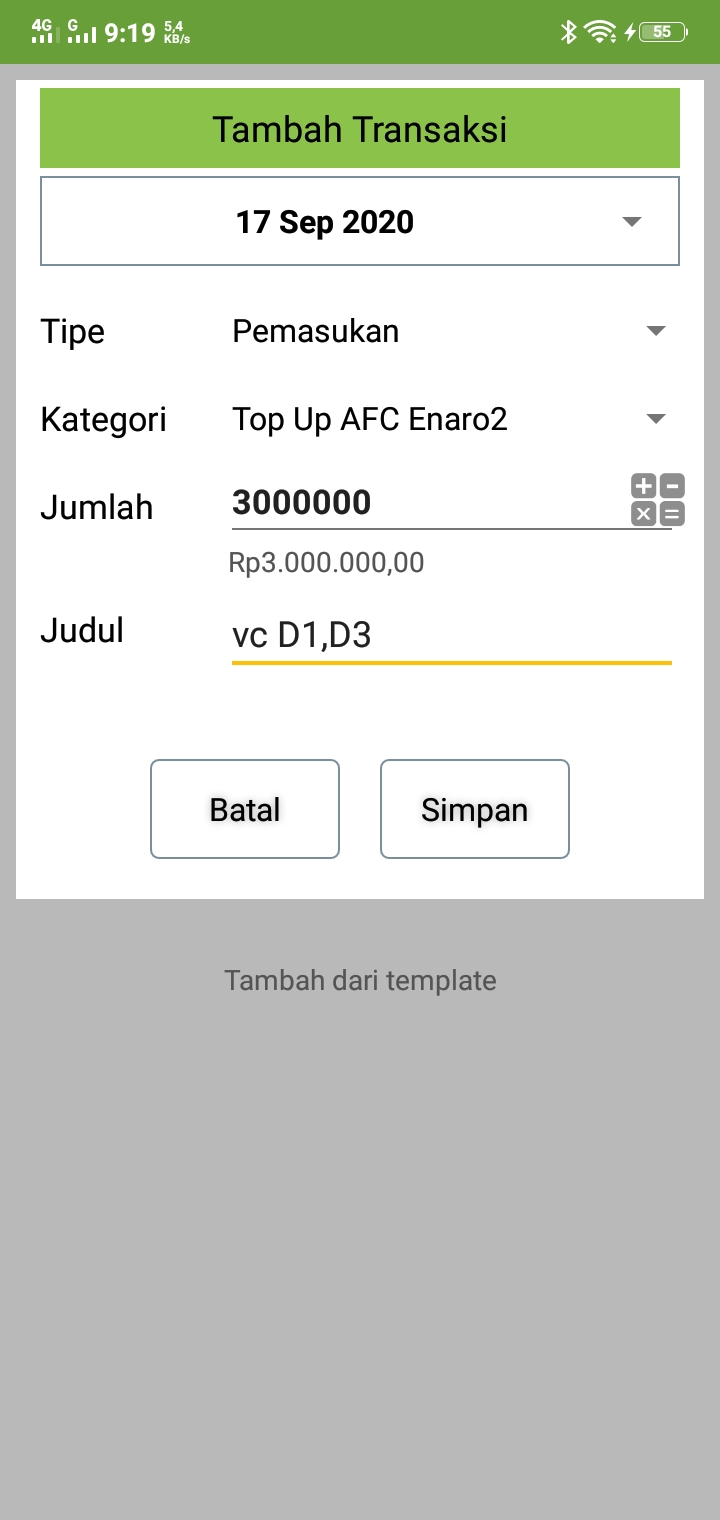 4G G 9:19 5,4 KB/s 55
Tambah Transaksi
17 Sep 2020
Tipe Pemasukan
Kategori Top Up AFC Enaro2
Jumlah 3000000
Rp3.000.000,00
Judul vc D1,D3
Batal Simpan
Tambah dari template